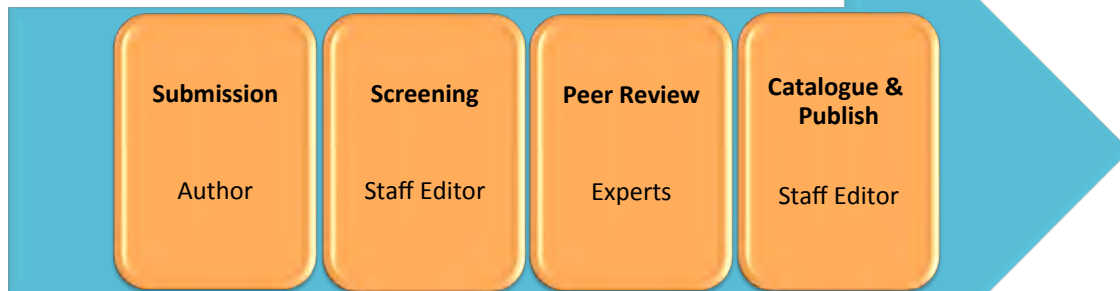 Submission
Author
Screening
Staff Editor
Peer Review
Experts
Catalogue &
Publish
Staff Editor